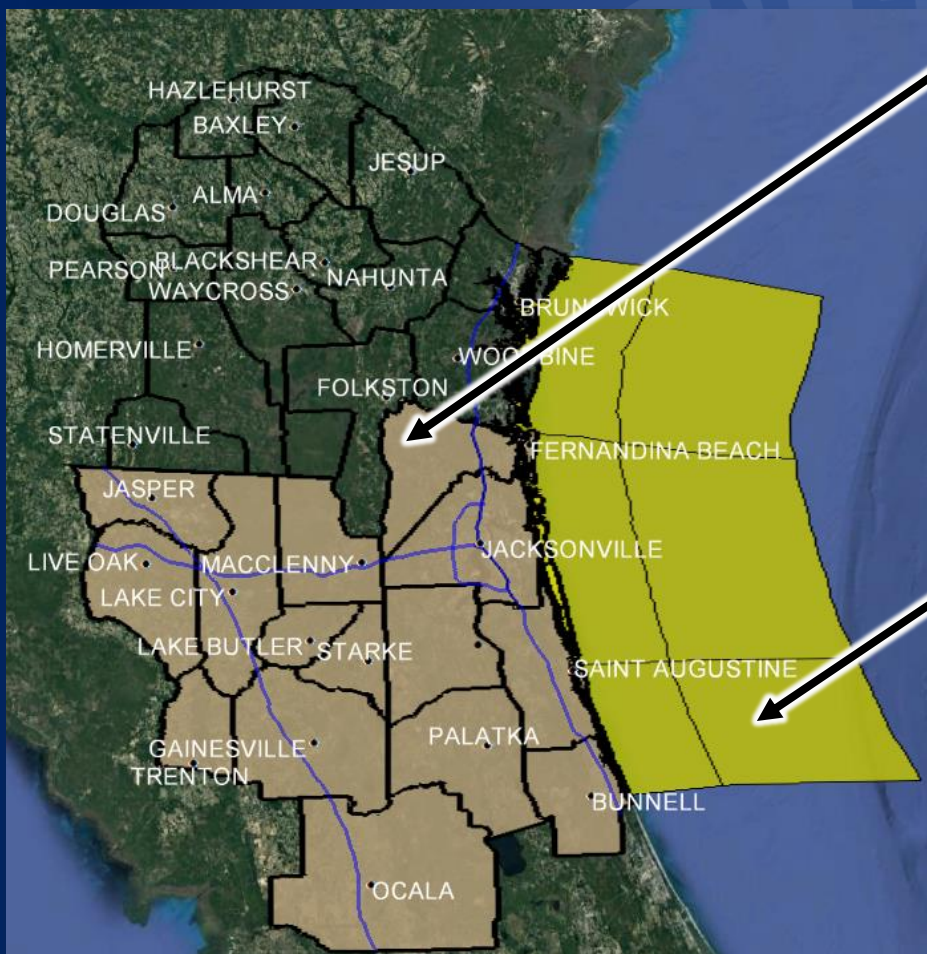 HAZLEHURST
BAXLEY
JESUP
ALMA
DOUGLAS
BLACKSHEAR
PEARSON
NAHUNTA
WAYCROSS
BRUNSWICK
HOMERVILLE
WOODBINE
FOLKSTON
STATENVILLE
FERNANDINA BEACH
JASPER
JACKSONVILLE
LIVE OAK
MACCLENNY
LAKE CITY
LAKE BUTLER
STARKE
SAINT AUGUSTINE
PALATKA
GAINESVILLE
TRENTON
BUNNELL
OCALA